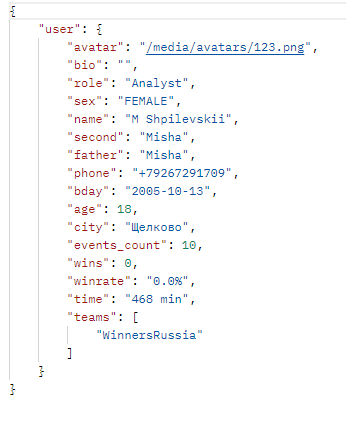 {
    "user": {
        "avatar": "/media/avatars/123.png",
        "bio": "",
        "role": "Analyst",
        "sex": "FEMALE",
        "name": "M Shpilevskii",
        "second": "Misha",
        "father": "Misha",
        "phone": "+79267291709",
        "bday": "2005-10-13",
        "age": 18,
        "city": "Щелково",
        "events_count": 10,
        "wins": 0,
        "winrate": "0.0%",
        "time": "468 min",
        "teams": [
            "WinnersRussia"
        ]
    }
}